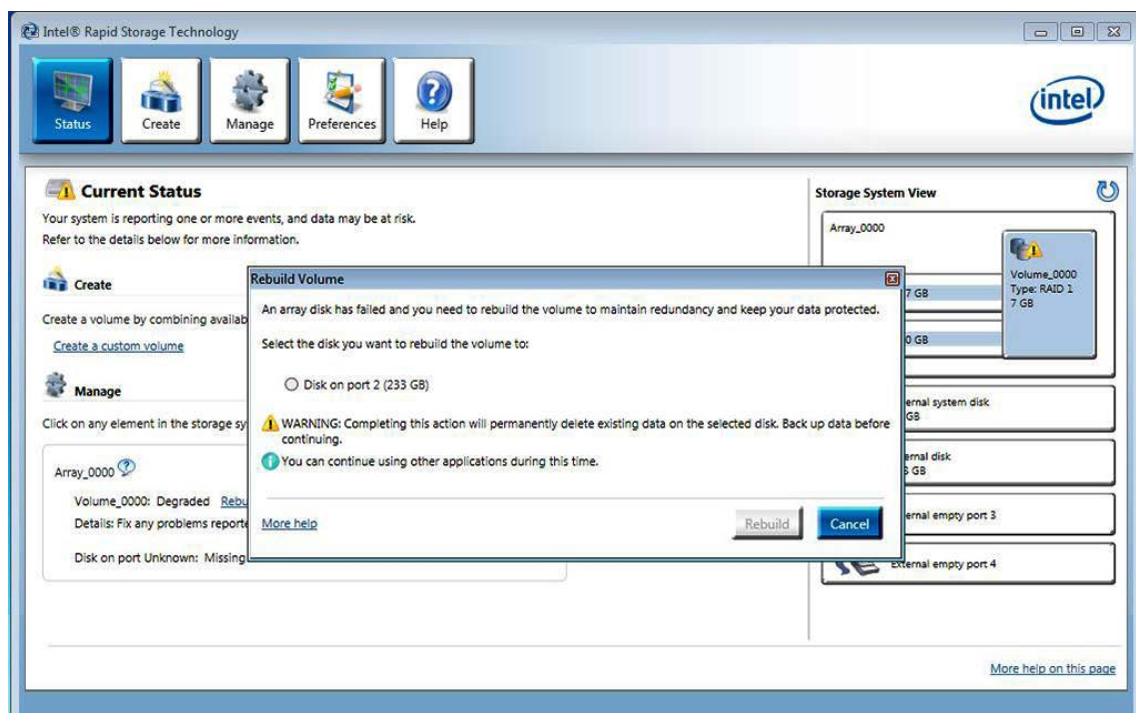 Intel® Rapid Storage Technology
Status
Create
Manage
Preferences
Help
intel
Current Status
Your system is reporting one or more events, and data may be at risk.
Refer to the details below for more information.
Create
Create a volume by combining availab
Create a custom volume
Manage
Click on any element in the storage sy
Array_0000
Volume_0000: Degraded Rebu
Details: Fix any problems reporte
Disk on port Unknown: Missing
Rebuild Volume
An array disk has failed and you need to rebuild the volume to maintain redundancy and keep your data protected.
Select the disk you want to rebuild the volume to:
Disk on port 2 (233 GB)
WARNING: Completing this action will permanently delete existing data on the selected disk. Back up data before
continuing.
You can continue using other applications during this time.
More help
Rebuild
Cancel
Storage System View
Array_0000
Volume_0000
Type: RAID 1
7 GB
7 GB
0 GB
ernal system disk
GB
ernal disk
GB
ernal empty port 3
External empty port 4
More help on this page